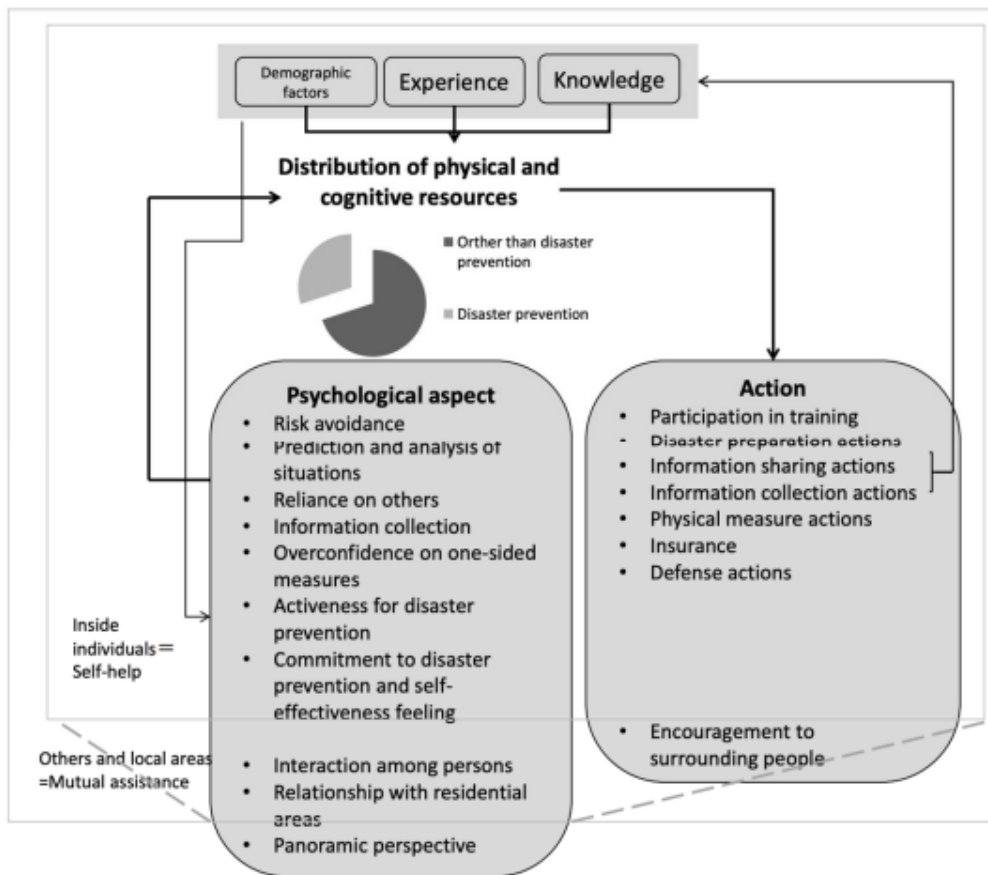 Demographic
factors
Experience
Knowledge
Distribution of physical and
cognitive resources
Orther than disaster
prevention
Disaster prevention
Psychological aspect
• Risk avoidance
• Prediction and analysis of
situations
• Reliance on others
• Information collection
• Overconfidence on one-sided
measures
• Activeness for disaster
prevention
• Commitment to disaster
prevention and self-
effectiveness feeling
• Interaction among persons
• Relationship with residential
areas
• Panoramic perspective
Action
• Participation in training
• Disaster preparation actions
• Information sharing actions
• Information collection actions
• Physical measure actions
• Insurance
• Defense actions
• Encouragement to
surrounding people
Inside
individuals=
Self-help
Others and local areas
=Mutual assistance